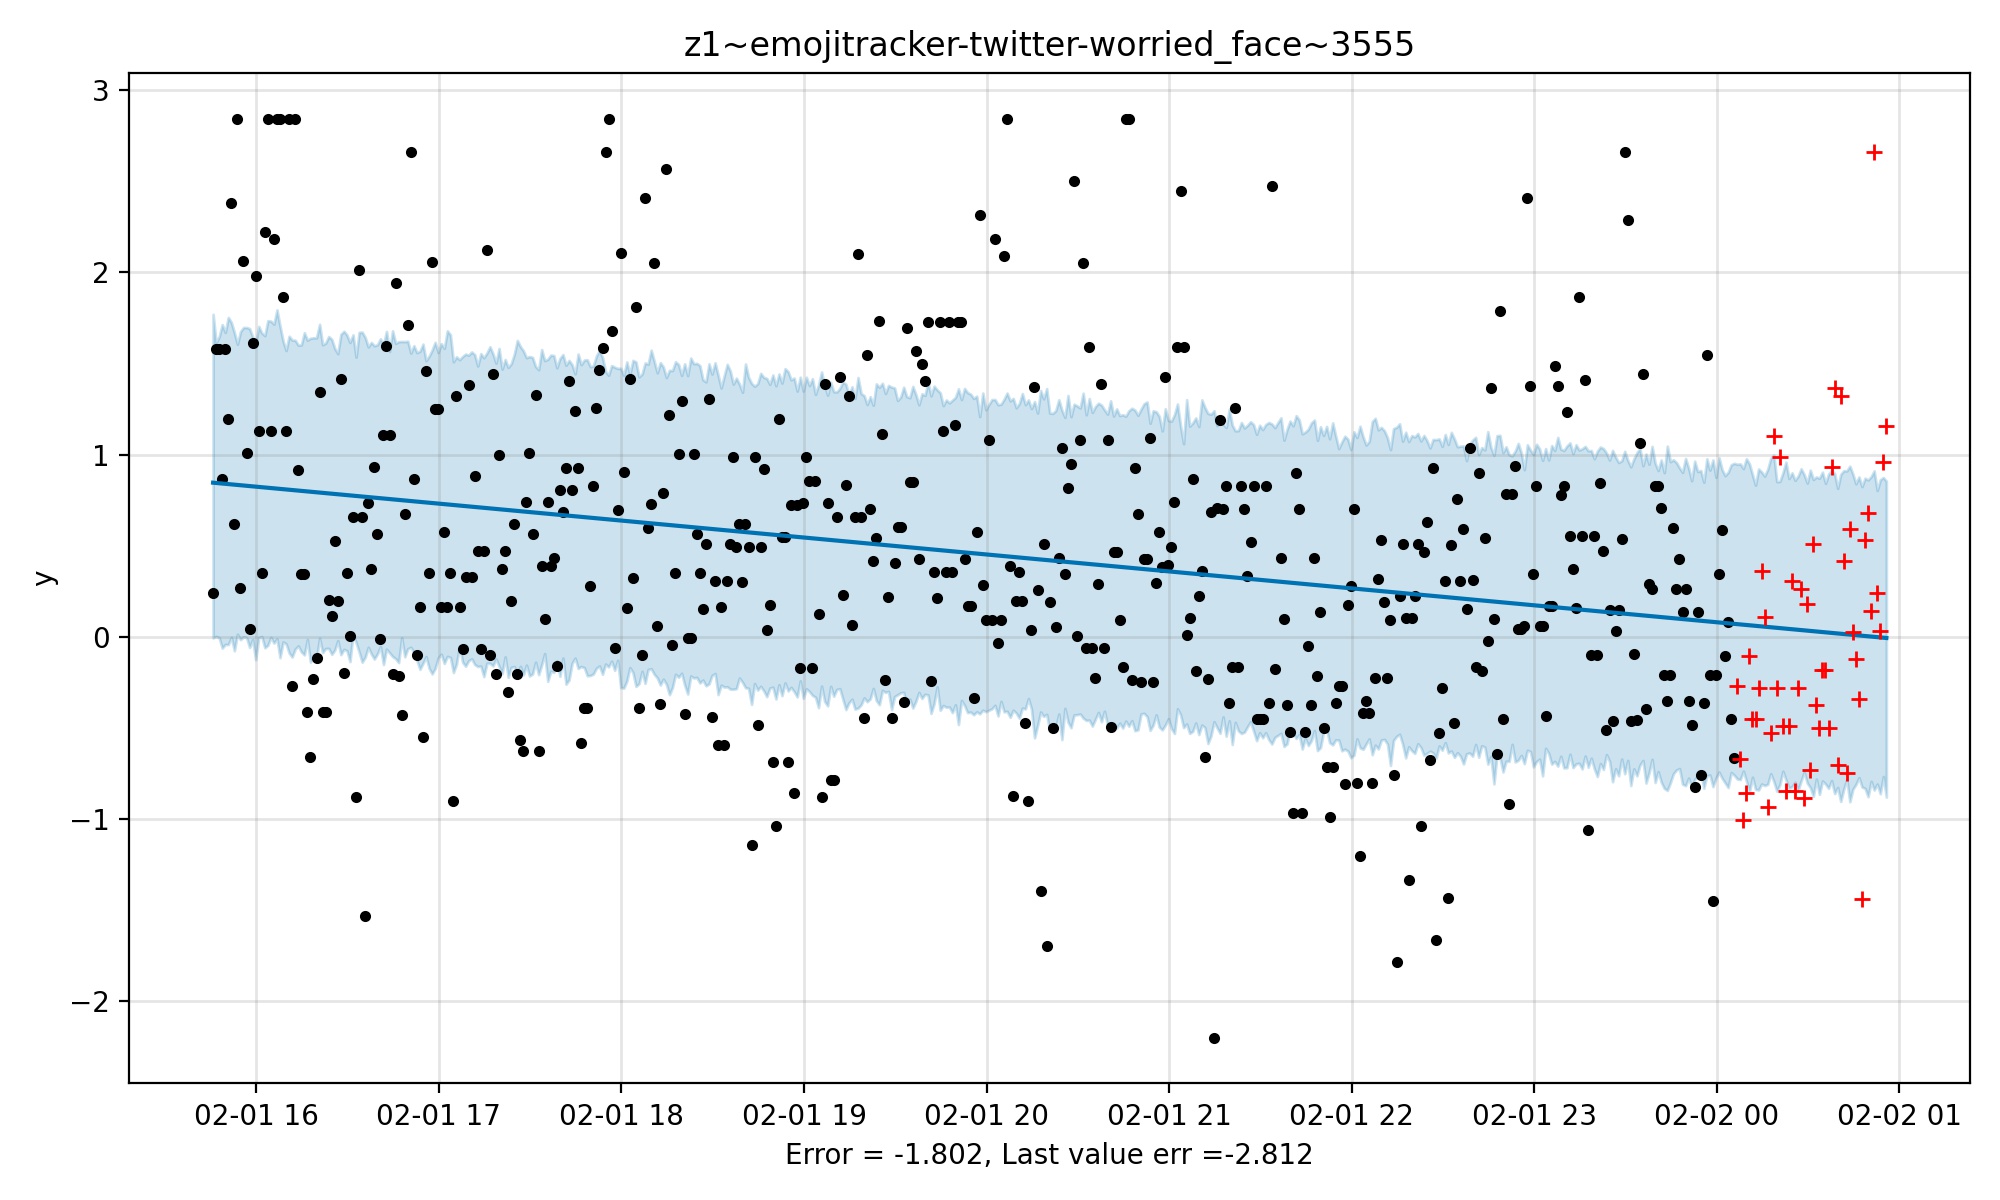 z1~emojitracker-twitter-worried_face~3555
3
2
1
0
−1
−2
y
02-01 16 02-01 17 02-01 18 02-01 19 02-01 20 02-01 21 02-01 22 02-01 23 02-02 00 02-02 01
Error = -1.802, Last value err =-2.812